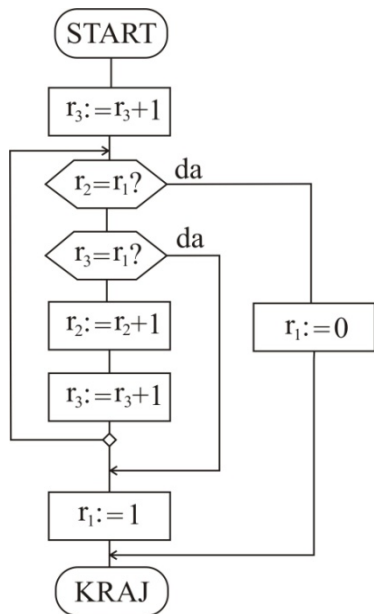 START
r₃:=r₃+1
r₂=r₁?
da
r₃=r₁?
da
r₂:=r₂+1
r₁:=0
r₃:=r₃+1
r₁:=1
KRAJ